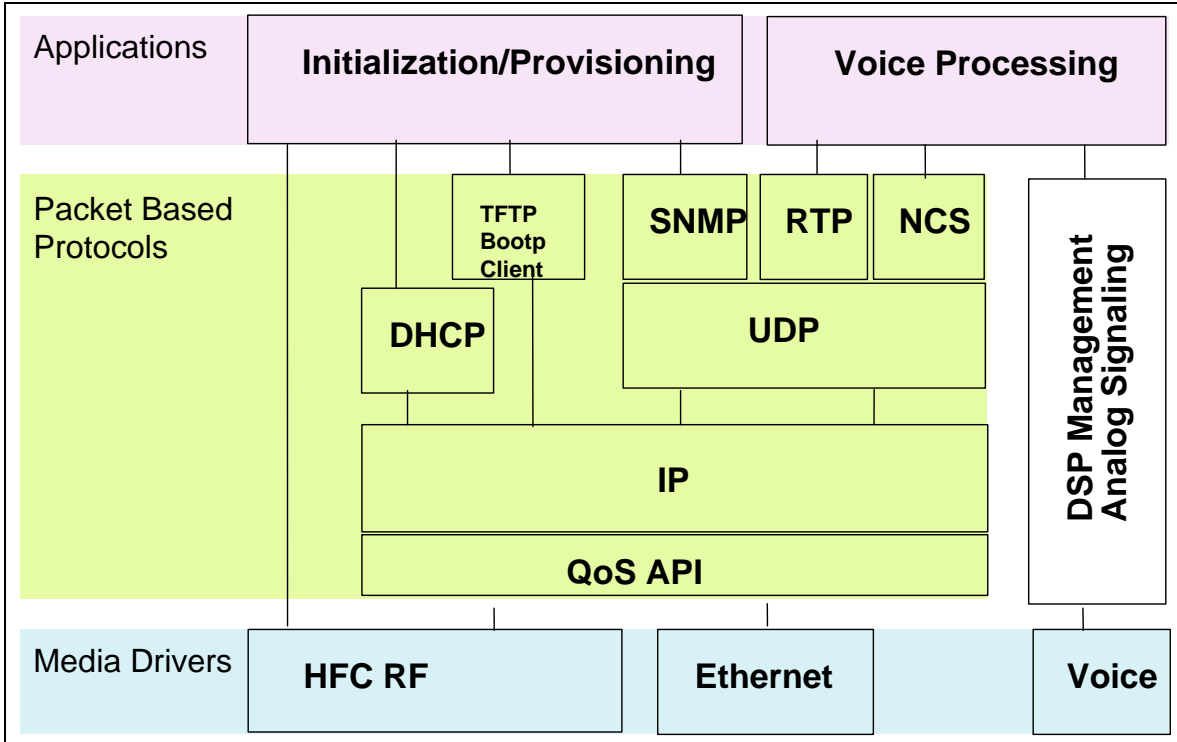 Applications
Initialization/Provisioning
Voice Processing
Packet Based
Protocols
TFTP
Bootp
Client
SNMP
RTP
NCS
DHCP
UDP
DSP Management
Analog Signaling
IP
QoS API
Media Drivers
HFC RF
Ethernet
Voice